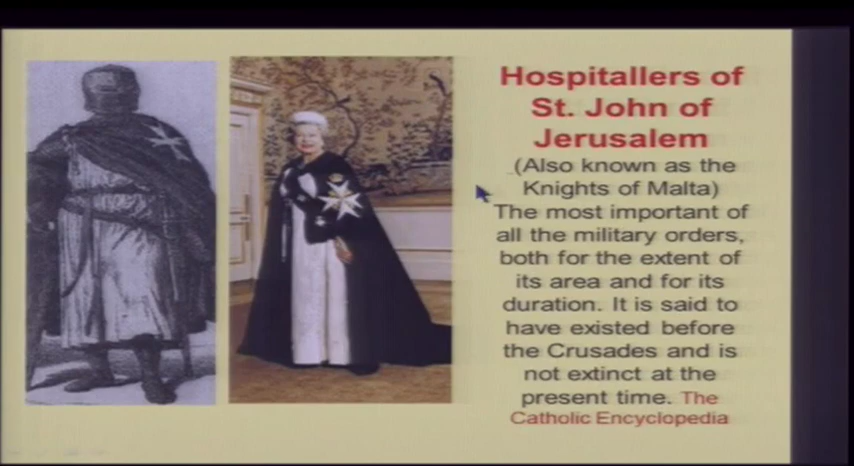 Hospitallers of
St. John of
Jerusalem
(Also known as the
Knights of Malta)
The most important of
all the military orders,
both for the extent of
its area and for its
duration. It is said to
have existed before
the Crusades and is
not extinct at the
present time. The
Catholic Encyclopedia